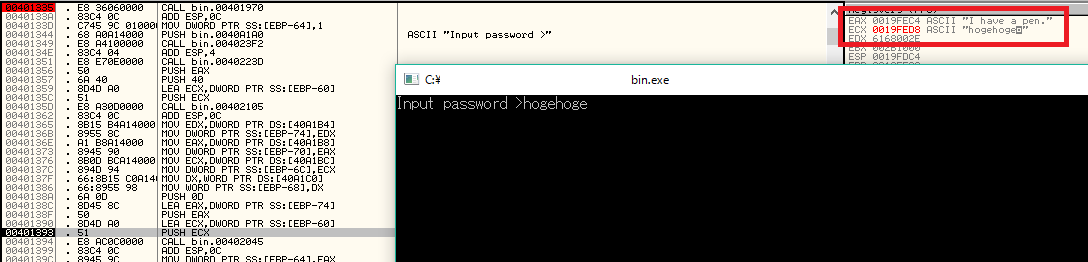 00401335 . E8 36060000 CALL bin.00401970
0040133A . 83C4 0C ADD ESP,0C
0040133D . C745 9C 010000 MOV DWORD PTR SS:[EBP-64],1
00401344 . 68 A0A14000 PUSH 0040A1A0 ASCII "Input password >"
00401349 . E8 A4100000 CALL bin.004023F2
0040134E . 83C4 04 ADD ESP,4
00401351 . E8 E70E0000 CALL bin.0040223D
00401356 . 50 PUSH EAX
00401357 . 6A 40 PUSH 40
00401359 . 8D4D A0 LEA ECX,DWORD PTR SS:[EBP-60]
0040135C . 51 PUSH ECX
0040135D . E8 A30D0000 CALL bin.00402105
00401362 . 83C4 0C ADD ESP,0C
00401365 . 8B15 B4A14000 MOV EDX,DWORD PTR DS:[40A1B4]
0040136B . 8955 8C MOV DWORD PTR SS:[EBP-74],EDX
0040136E . A1 B8A14000 MOV EAX,DWORD PTR DS:[40A1B8]
00401373 . 8945 90 MOV DWORD PTR SS:[EBP-70],EAX
00401376 . 8B0D BCA14000 MOV ECX,DWORD PTR DS:[40A1BC]
0040137C . 894D 94 MOV DWORD PTR SS:[EBP-6C],ECX
0040137F . 66:8B15 C0A14 MOV DX,WORD PTR DS:[40A1C0]
00401386 . 66:8955 98 MOV WORD PTR SS:[EBP-68],DX
0040138A . 6A 0D PUSH 0D
0040138C . 8D45 8C LEA EAX,DWORD PTR SS:[EBP-74]
0040138F . 50 PUSH EAX
00401390 . 8D4D A0 LEA ECX,DWORD PTR SS:[EBP-60]
00401393 . 51 PUSH ECX
00401394 . E8 AC0C0000 CALL bin.00402045
00401399 . 83C4 0C ADD ESP,0C
0040139C . 8945 9C MOV DWORD PTR SS:[EBP-64],EAX
EAX 0019FEC4 ASCII "I have a pen."
ECX 0019FED8 ASCII "hogehoge"
EDX 6168002E
ESP 0019FDC4
C:¥ bin.exe
Input password >hogehoge